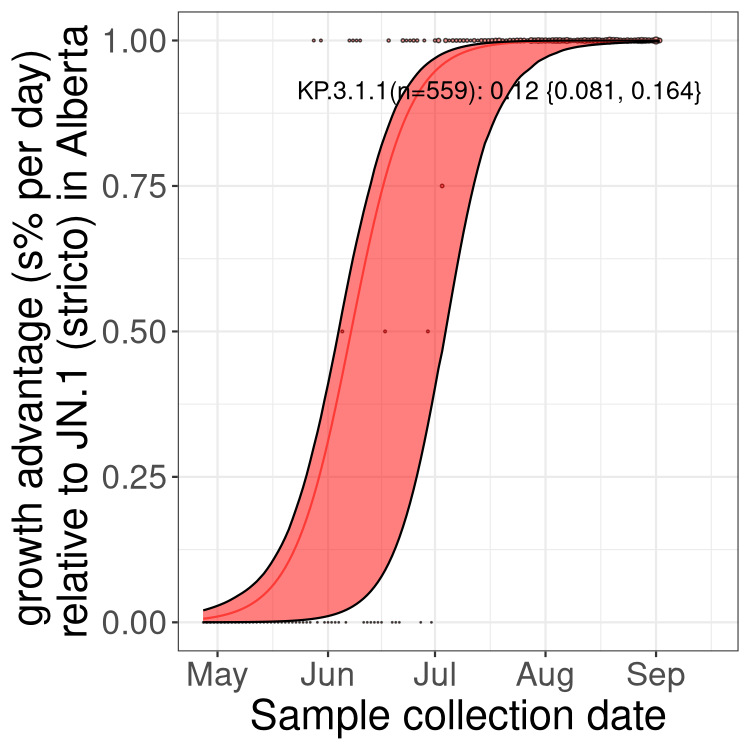 growth advantage (s% per day)
relative to JN.1 (stricto) in Alberta
1.00
0.75
0.50
0.25
0.00
KP.3.1.1(n=559): 0.12 {0.081, 0.164}
May Jun Jul Aug Sep
Sample collection date